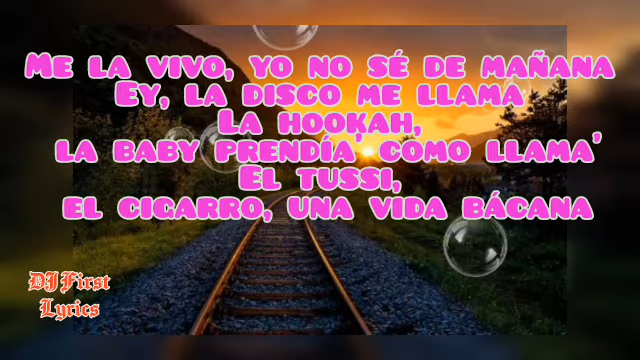 Me la vivo, yo no sé de mañana
Ey, la disco me llama
La hookah,
la baby prendía' como llama'
El tussi,
el cigarro, una vida bácana
DJ First
Lyrics